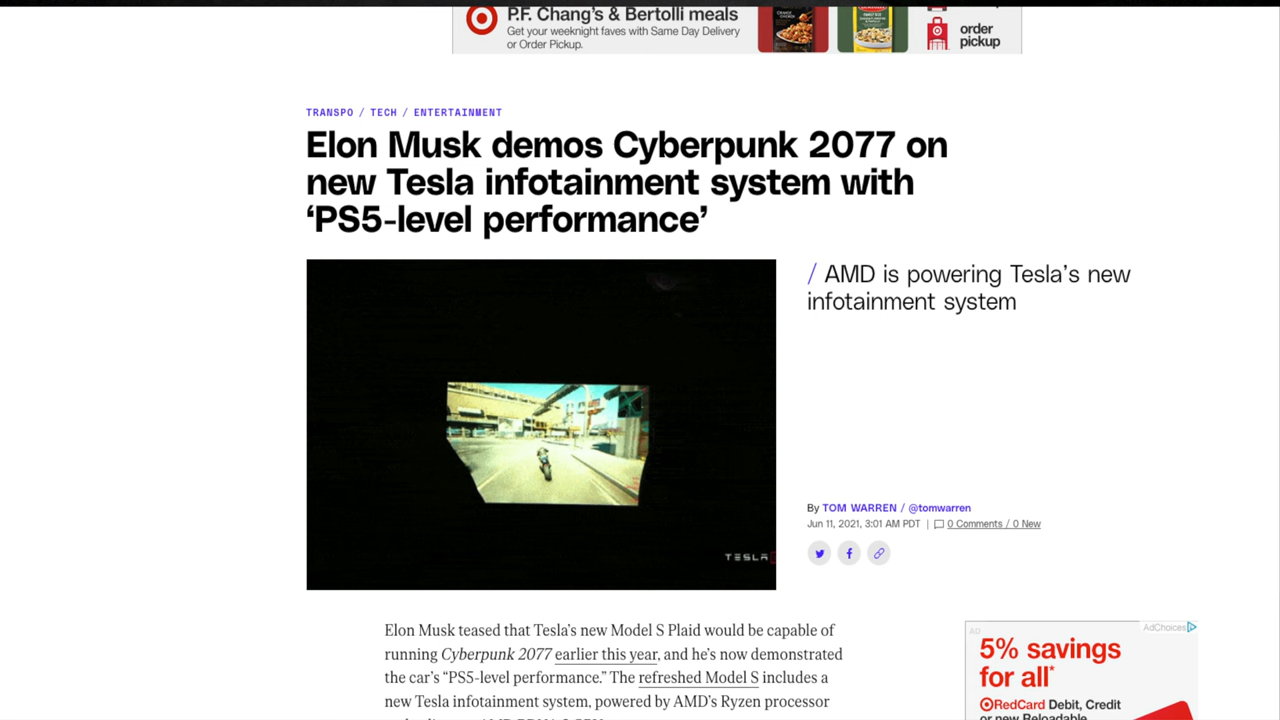 P.F. Chang's & Bertolli meals
Get your weeknight faves with Same Day Delivery
or Order Pickup.
order
pickup
TRANSPO / TECH / ENTERTAINMENT
Elon Musk demos Cyberpunk 2077 on
new Tesla infotainment system with
‘PS5-level performance’
/ AMD is powering Tesla’s new
infotainment system
TESLA
By TOM WARREN / @tomwarren
Jun 11, 2021, 3:01 AM PDT | 0 Comments / 0 New
Elon Musk teased that Tesla’s new Model S Plaid would be capable of
running Cyberpunk 2077 earlier this year, and he’s now demonstrated
the car’s “PS5-level performance.” The refreshed Model S includes a
new Tesla infotainment system, powered by AMD’s Ryzen processor
AD
AdChoices
5% savings
for all*
RedCard Debit, Credit
or new Reloadable